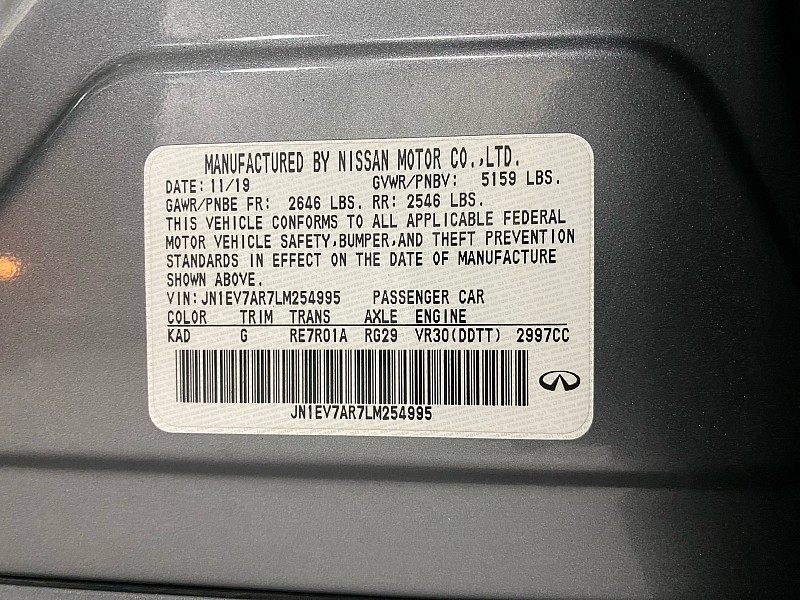 MANUFACTURED BY NISSAN MOTOR CO.,LTD.
DATE: 11/19 GVWR/PNBV: 5159 LBS.
GAWR/PNBE FR: 2646 LBS. RR: 2546 LBS.
THIS VEHICLE CONFORMS TO ALL APPLICABLE FEDERAL
MOTOR VEHICLE SAFETY,BUMPER,AND THEFT PREVENTION
STANDARDS IN EFFECT ON THE DATE OF MANUFACTURE
SHOWN ABOVE.
VIN:JN1EV7AR7LM254995 PASSENGER CAR
COLOR TRIM TRANS AXLE ENGINE
KAD G RE7R01A RG29 VR30(DDTT) 2997CC
JN1EV7AR7LM254995